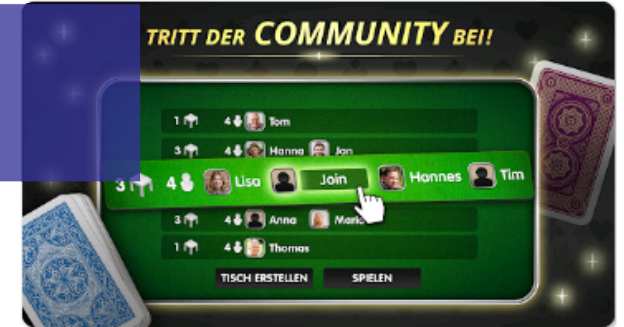 TRITT DER COMMUNITY BEI!
1 4 Tom
3 4 Hanna Jan
3 4 Lisa Join Hannes Tim
3 4 Anna
1 4 Thomas
TISCH ERSTELLEN SPIELEN